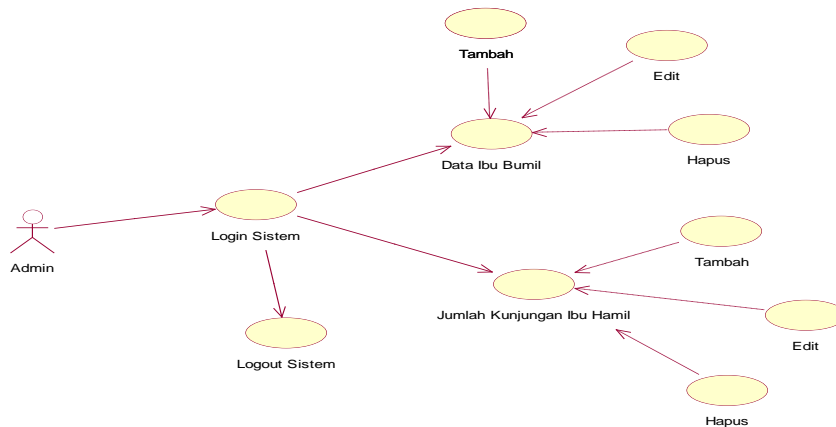 Tambah
Edit
Data Ibu Bumil
Hapus
Login Sistem
Admin
Tambah
Jumlah Kunjungan Ibu Hamil
Edit
Logout Sistem
Hapus